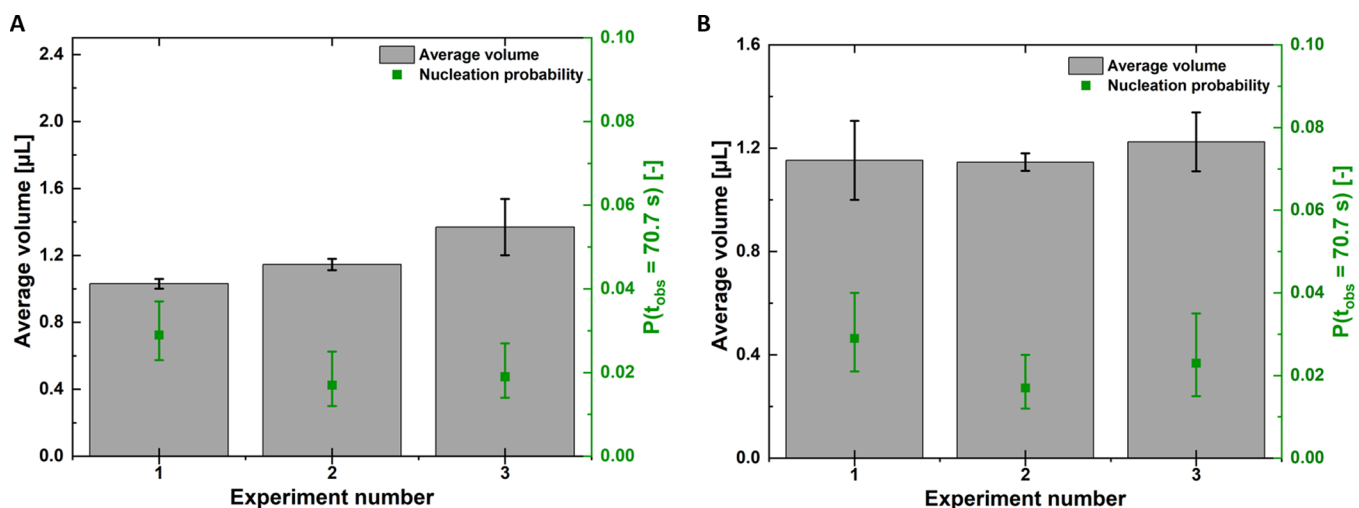 A
2.4
2.0
1.6
1.2
0.8
0.4
0.0
Average volume [µL]
Average volume
Nucleation probability
0.10
0.08
0.06
0.04
0.02
0.00
P(tobs = 70.7 s) [-]
1 2 3
Experiment number
B
1.6
1.2
0.8
0.4
0.0
Average volume [µL]
Average volume
Nucleation probability
0.10
0.08
0.06
0.04
0.02
0.00
P(tobs = 70.7 s) [-]
1 2 3
Experiment number